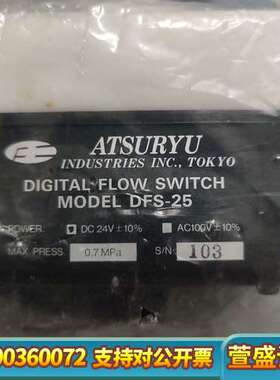 ATSURYU
INDUSTRIES INC., TOKYO
DIGITAL FLOW SWITCH
MODEL DFS-25
POWER: DC 24V ± 10% AC100V ± 10%
MAX. PRESS 0.7 MPa S/N: 103
00360072 支持对公开票 萱盛